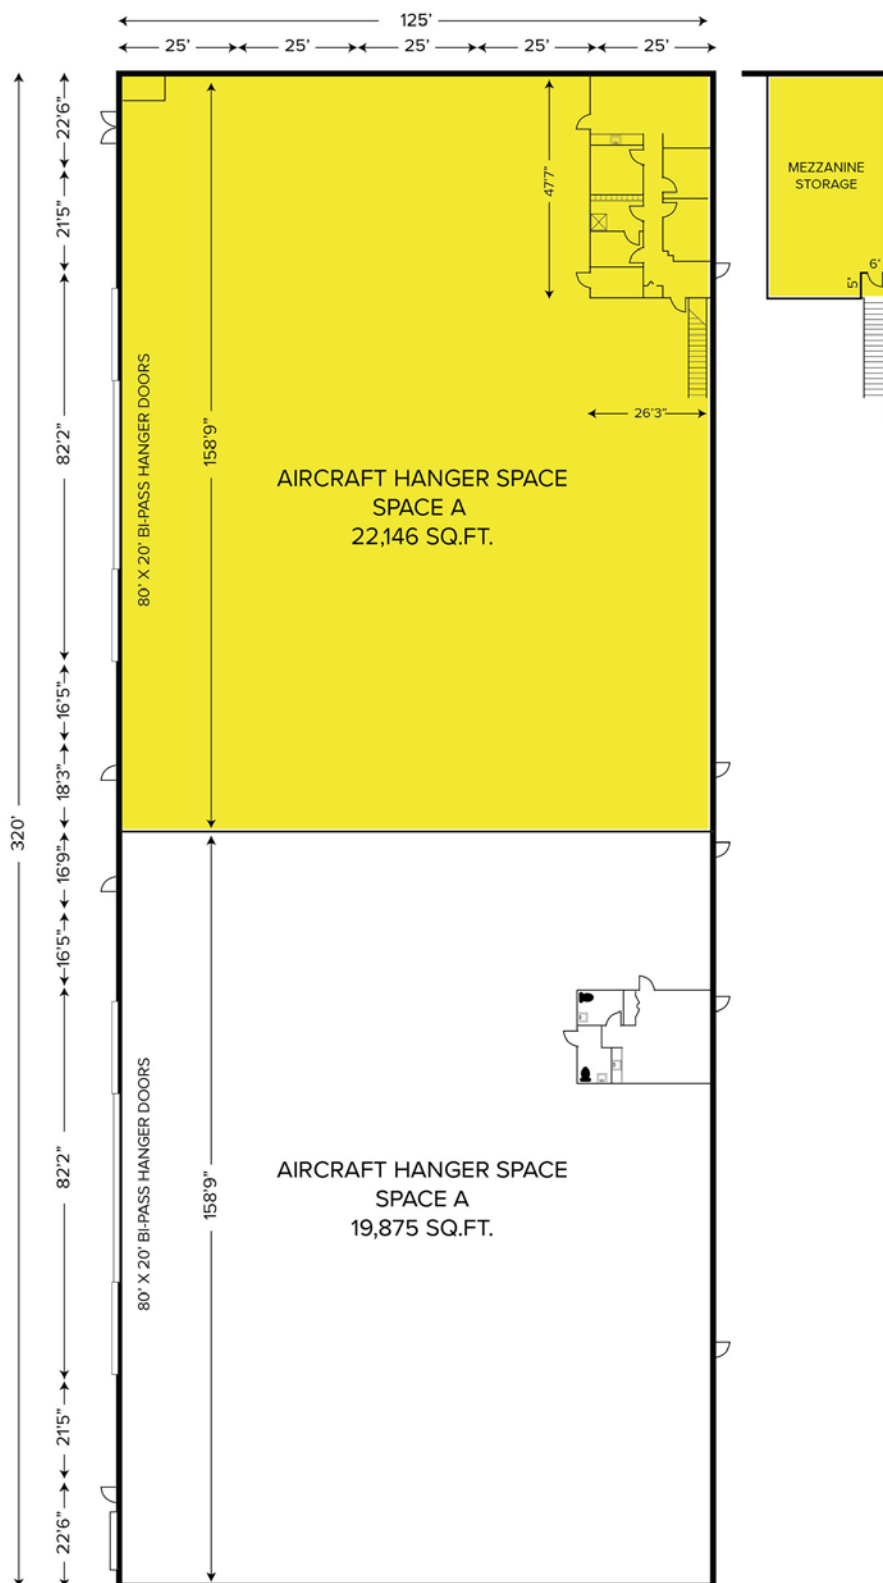 125'
25' 25' 25' 25' 25'
22'6"
21'5"
82'2"
16'5"
18'3"
16'9"
16'5"
82'2"
21'5"
22'6"
320'
80' X 20' BI-PASS HANGER DOORS
158'9"
47'7"
26'3"
AIRCRAFT HANGER SPACE
SPACE A
22,146 SQ.FT.
MEZZANINE
STORAGE
5'
6'
80' X 20' BI-PASS HANGER DOORS
158'9"
AIRCRAFT HANGER SPACE
SPACE A
19,875 SQ.FT.